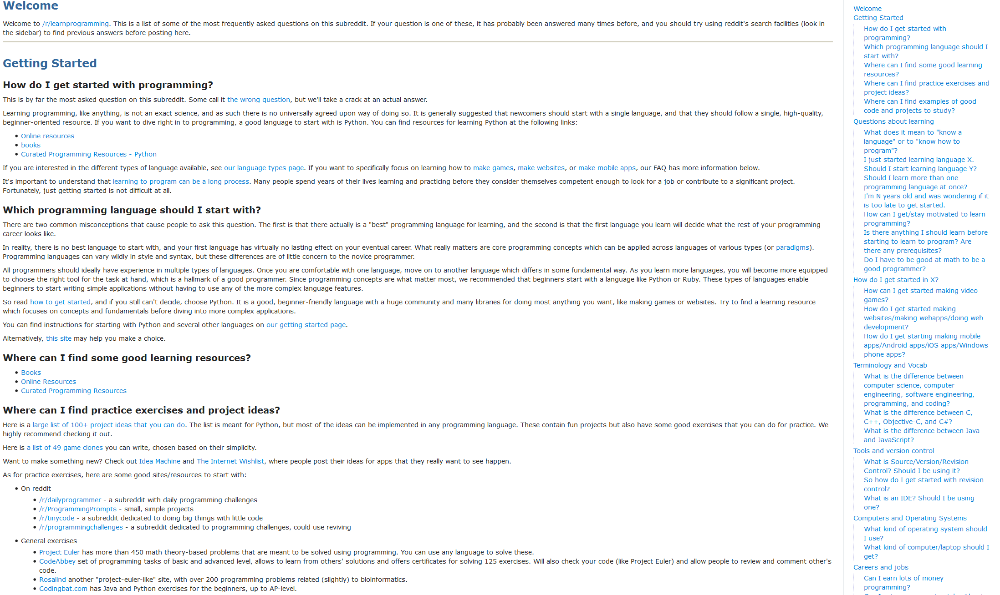 Welcome
Welcome to /r/learnprogramming. This is a list of some of the most frequently asked questions on this subreddit. If your question is one of these, it has probably been answered many times before, and you should try using reddit's search facilities (look in
the sidebar) to find previous answers before posting here.
Getting Started
How do I get started with programming?
This is by far the most asked question on this subreddit. Some call it the wrong question, but we'll take a crack at an actual answer.
Learning programming, like anything, is not an exact science, and as such there is no universally agreed upon way of doing so. It is generally suggested that newcomers should start with a single language, and that they should follow a single, high-quality,
beginner-oriented resource. If you want to dive right in to programming, a good language to start with is Python. You can find resources for learning Python at the following links:
• Online resources
• books
• Curated Programming Resources - Python
If you are interested in the different types of language available, see our language types page. If you want to specifically focus on learning how to make games, make websites, or make mobile apps, our FAQ has more information below.
It's important to understand that learning to program can be a long process. Many people spend years of their lives learning and practicing before they consider themselves competent enough to look for a job or contribute to a significant project.
Fortunately, just getting started is not difficult at all.
Which programming language should I start with?
There are two common misconceptions that cause people to ask this question. The first is that there actually is a "best" programming language for learning, and the second is that the first language you learn will decide what the rest of your programming
career looks like.
In reality, there is no best language to start with, and your first language has virtually no lasting effect on your eventual career. What really matters are core programming concepts which can be applied across languages of various types (or paradigms).
Programming languages can vary wildly in style and syntax, but these differences are of little concern to the novice programmer.
All programmers should ideally have experience in multiple types of languages. Once you are comfortable with one language, move on to another language which differs in some fundamental way. As you learn more languages, you will become more equipped
to choose the right tool for the task at hand, which is a hallmark of a good programmer. Since programming concepts are what matter most, we recommended that beginners start with a language like Python or Ruby. These types of languages enable
beginners to start writing simple applications without having to use any of the more complex language features.
So read how to get started, and if you still can't decide, choose Python. It is a good, beginner-friendly language with a huge community and many libraries for doing most anything you want, like making games or websites. Try to find a learning resource
which focuses on concepts and fundamentals before diving into more complex applications.
You can find instructions for starting with Python and several other languages on our getting started page.
Alternatively, this site may help you make a choice.
Where can I find some good learning resources?
• Books
• Online Resources
• Curated Programming Resources
Where can I find practice exercises and project ideas?
Here is a large list of 100+ project ideas that you can do. The list is meant for Python, but most of the ideas can be implemented in any programming language. These contain fun projects but also have some good exercises that you can do for practice. We
highly recommend checking it out.
Here is a list of 49 game clones you can write, chosen based on their simplicity.
Want to make something new? Check out Idea Machine and The Internet Wishlist, where people post their ideas for apps that they really want to see happen.
As for practice exercises, here are some good sites/resources to start with:
• On reddit
• /r/dailyprogrammer - a subreddit with daily programming challenges
• /r/ProgrammingPrompts - small, simple projects
• /r/tinycode - a subreddit dedicated to doing big things with little code
• /r/programmingchallenges - a subreddit dedicated to programming challenges, could use reviving
• General exercises
• Project Euler has more than 450 math theory-based problems that are meant to be solved using programming. You can use any language to solve these.
• CodeAbbey set of programming tasks of basic and advanced level, allows to learn from others' solutions and offers certificates for solving 125 exercises. Will also check your code (like Project Euler) and allow people to review and comment other's
code.
• Rosalind another "project-euler-like" site, with over 200 programming problems related (slightly) to bioinformatics.
• Codingbat.com has Java and Python exercises for the beginners, up to AP-level.
Welcome
Getting Started
How do I get started with
programming?
Which programming language should I
start with?
Where can I find some good learning
resources?
Where can I find practice exercises and
project ideas?
Where can I find examples of good
code and projects to study?
Questions about learning
What does it mean to "know a
language" or to "know how to
program"?
I just started learning language X.
Should I start learning language Y?
Should I learn more than one
programming language at once?
I'm N years old and was wondering if it
is too late to get started.
How can I get/stay motivated to learn
programming?
Is there anything I should learn before
starting to learn to program? Are
there any prerequisites?
Do I have to be good at math to be a
good programmer?
How do I get started in X?
How can I get started making video
games?
How do I get started making
websites/making webapps/doing web
development?
How do I get starting making mobile
apps/Android apps/iOS apps/Windows
phone apps?
Terminology and Vocab
What is the difference between
computer science, computer
engineering, software engineering,
programming, and coding?
What is the difference between C,
C++, Objective-C, and C#?
What is the difference between Java
and JavaScript?
Tools and version control
What is Source/Version/Revision
Control? Should I be using it?
So how do I get started with revision
control?
What is an IDE? Should I be using
one?
Computers and Operating Systems
What kind of operating system should
I use?
What kind of computer/laptop should I
get?
Careers and jobs
Can I earn lots of money
programming?